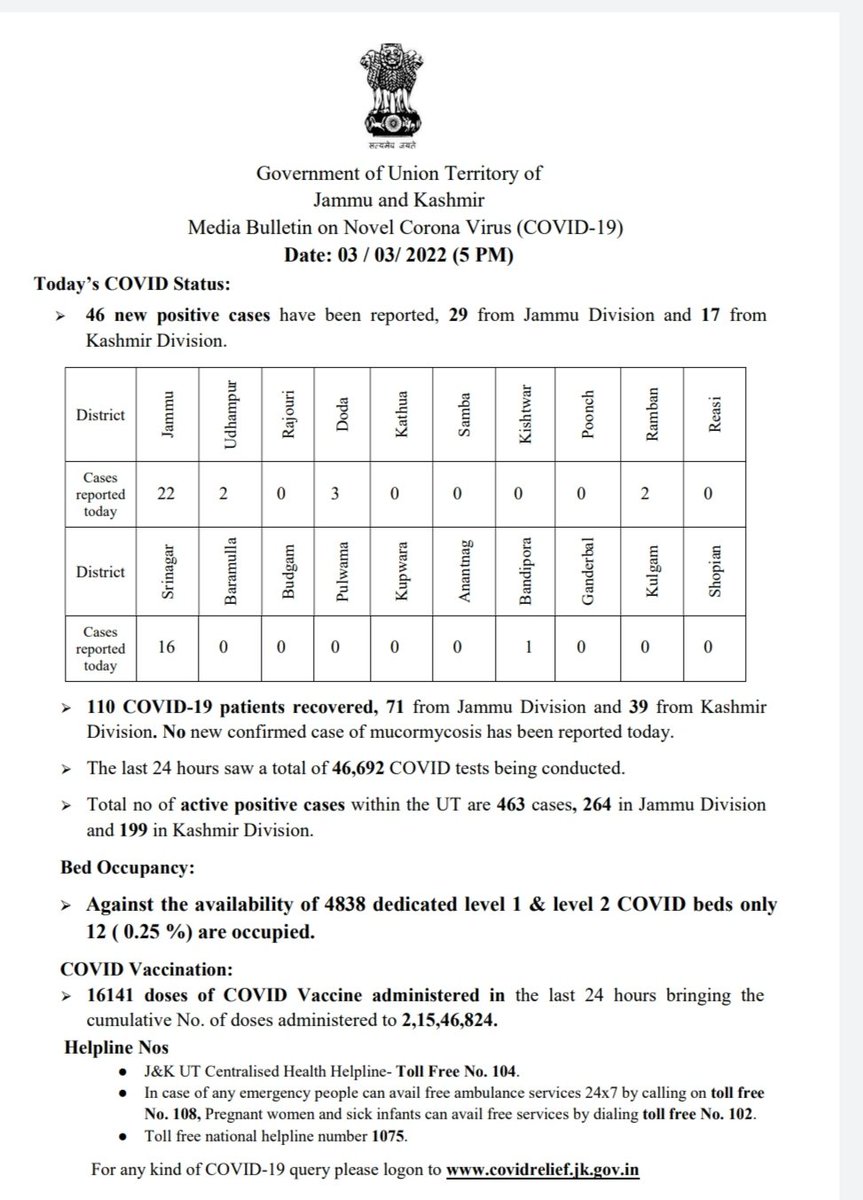 सत्यमेव जयते
Government of Union Territory of
Jammu and Kashmir
Media Bulletin on Novel Corona Virus (COVID-19)
Date: 03 / 03/ 2022 (5 PM)
Today’s COVID Status:
➢ 46 new positive cases have been reported, 29 from Jammu Division and 17 from
Kashmir Division.
District Jammu Udhampur Rajouri Doda Kathua Samba Kishtwar Poonch Ramban Reasi
Cases
reported 22 2 0 3 0 0 0 0 2 0
today
District Srinagar Baramulla Budgam Pulwama Kupwara Anantnag Bandipora Ganderbal Kulgam Shopian
Cases
reported 16 0 0 0 0 0 1 0 0 0
today
➢ 110 COVID-19 patients recovered, 71 from Jammu Division and 39 from Kashmir
Division. No new confirmed case of mucormycosis has been reported today.
➢ The last 24 hours saw a total of 46,692 COVID tests being conducted.
➢ Total no of active positive cases within the UT are 463 cases, 264 in Jammu Division
and 199 in Kashmir Division.
Bed Occupancy:
➢ Against the availability of 4838 dedicated level 1 & level 2 COVID beds only
12 ( 0.25 %) are occupied.
COVID Vaccination:
➢ 16141 doses of COVID Vaccine administered in the last 24 hours bringing the
cumulative No. of doses administered to 2,15,46,824.
Helpline Nos
● J&K UT Centralised Health Helpline- Toll Free No. 104.
● In case of any emergency people can avail free ambulance services 24x7 by calling on toll free
No. 108, Pregnant women and sick infants can avail free services by dialing toll free No. 102.
● Toll free national helpline number 1075.
For any kind of COVID-19 query please logon to www.covidrelief.jk.gov.in